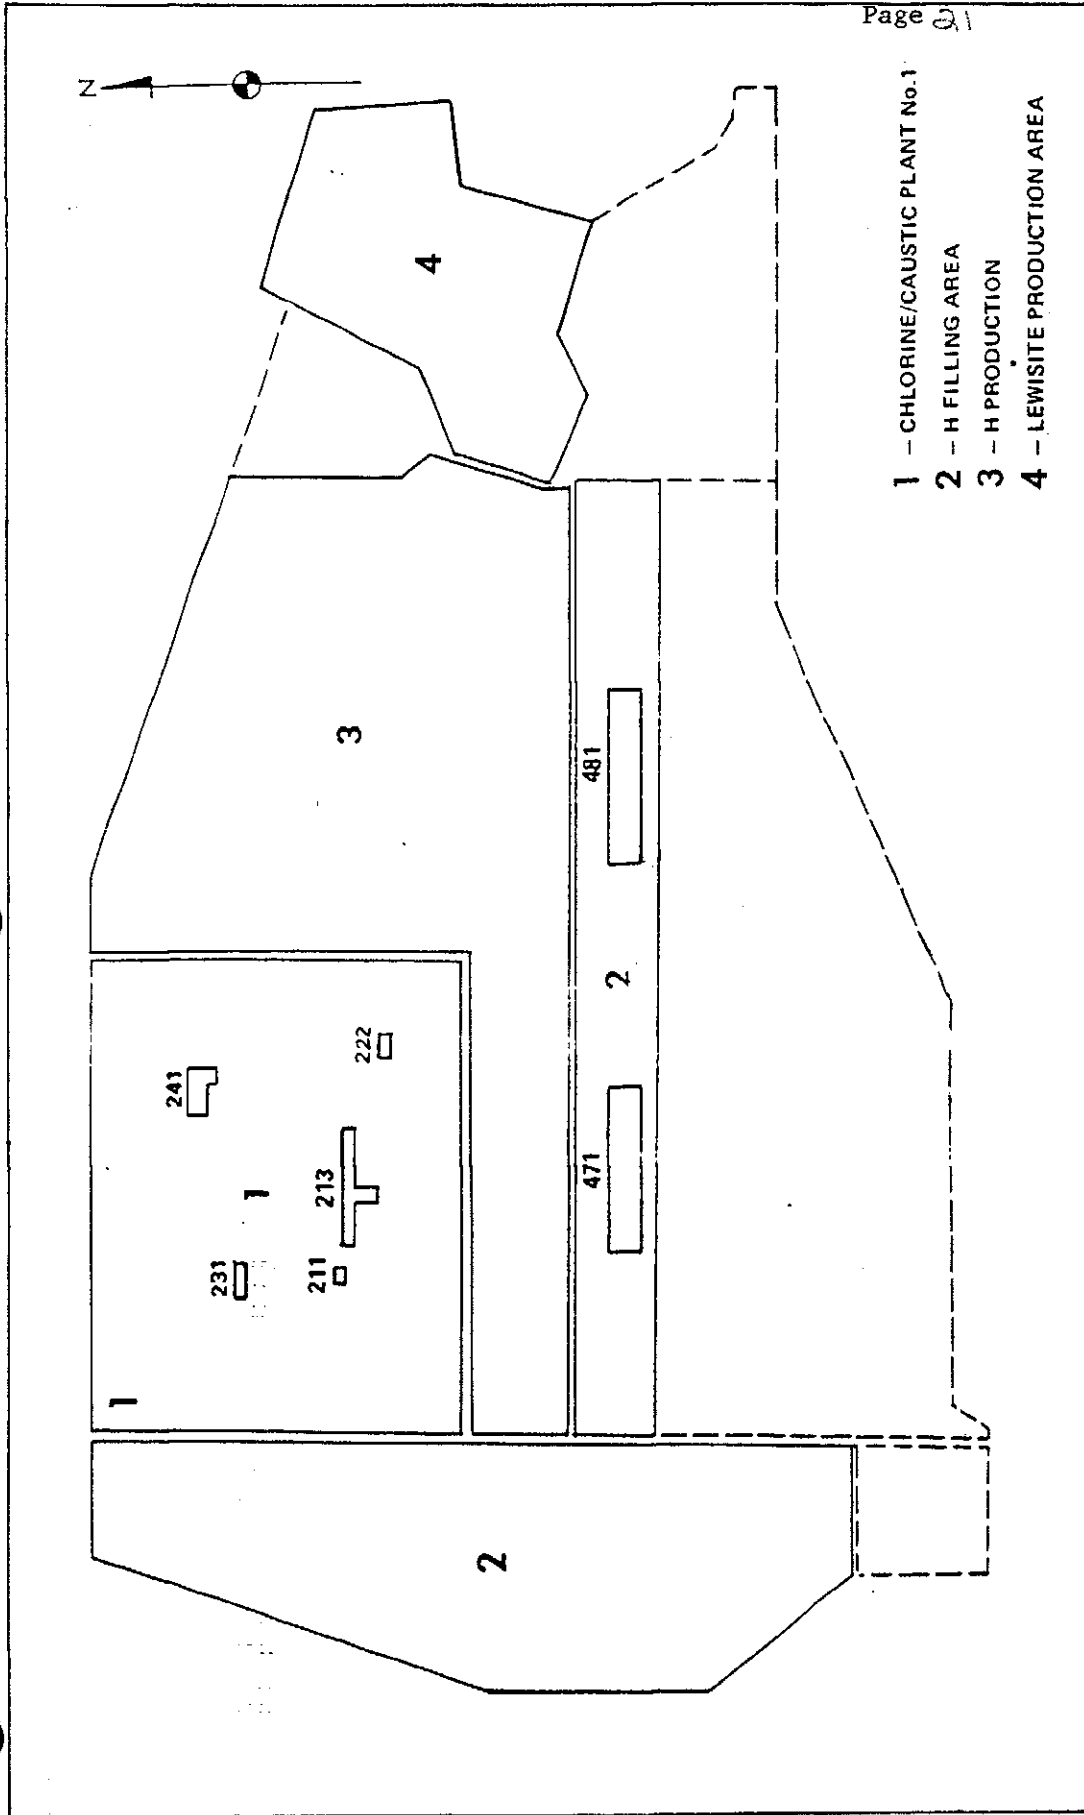 Page 21
N
1
2
3
4
1
2
241
222
213
231
211
481
471
2
1 – CHLORINE/CAUSTIC PLANT No.1
2 – H FILLING AREA
3 – H PRODUCTION
4 – LEWISITE PRODUCTION AREA